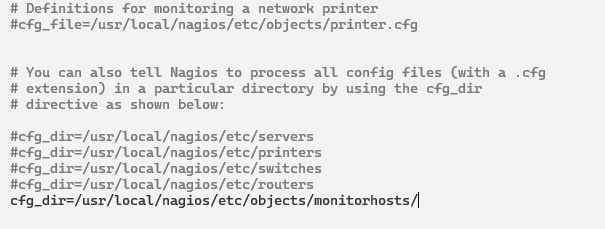 # Definitions for monitoring a network printer
#cfg_file=/usr/local/nagios/etc/objects/printer.cfg
# You can also tell Nagios to process all config files (with a .cfg
# extension) in a particular directory by using the cfg_dir
# directive as shown below:
#cfg_dir=/usr/local/nagios/etc/servers
#cfg_dir=/usr/local/nagios/etc/printers
#cfg_dir=/usr/local/nagios/etc/switches
#cfg_dir=/usr/local/nagios/etc/routers
cfg_dir=/usr/local/nagios/etc/objects/monitorhosts/